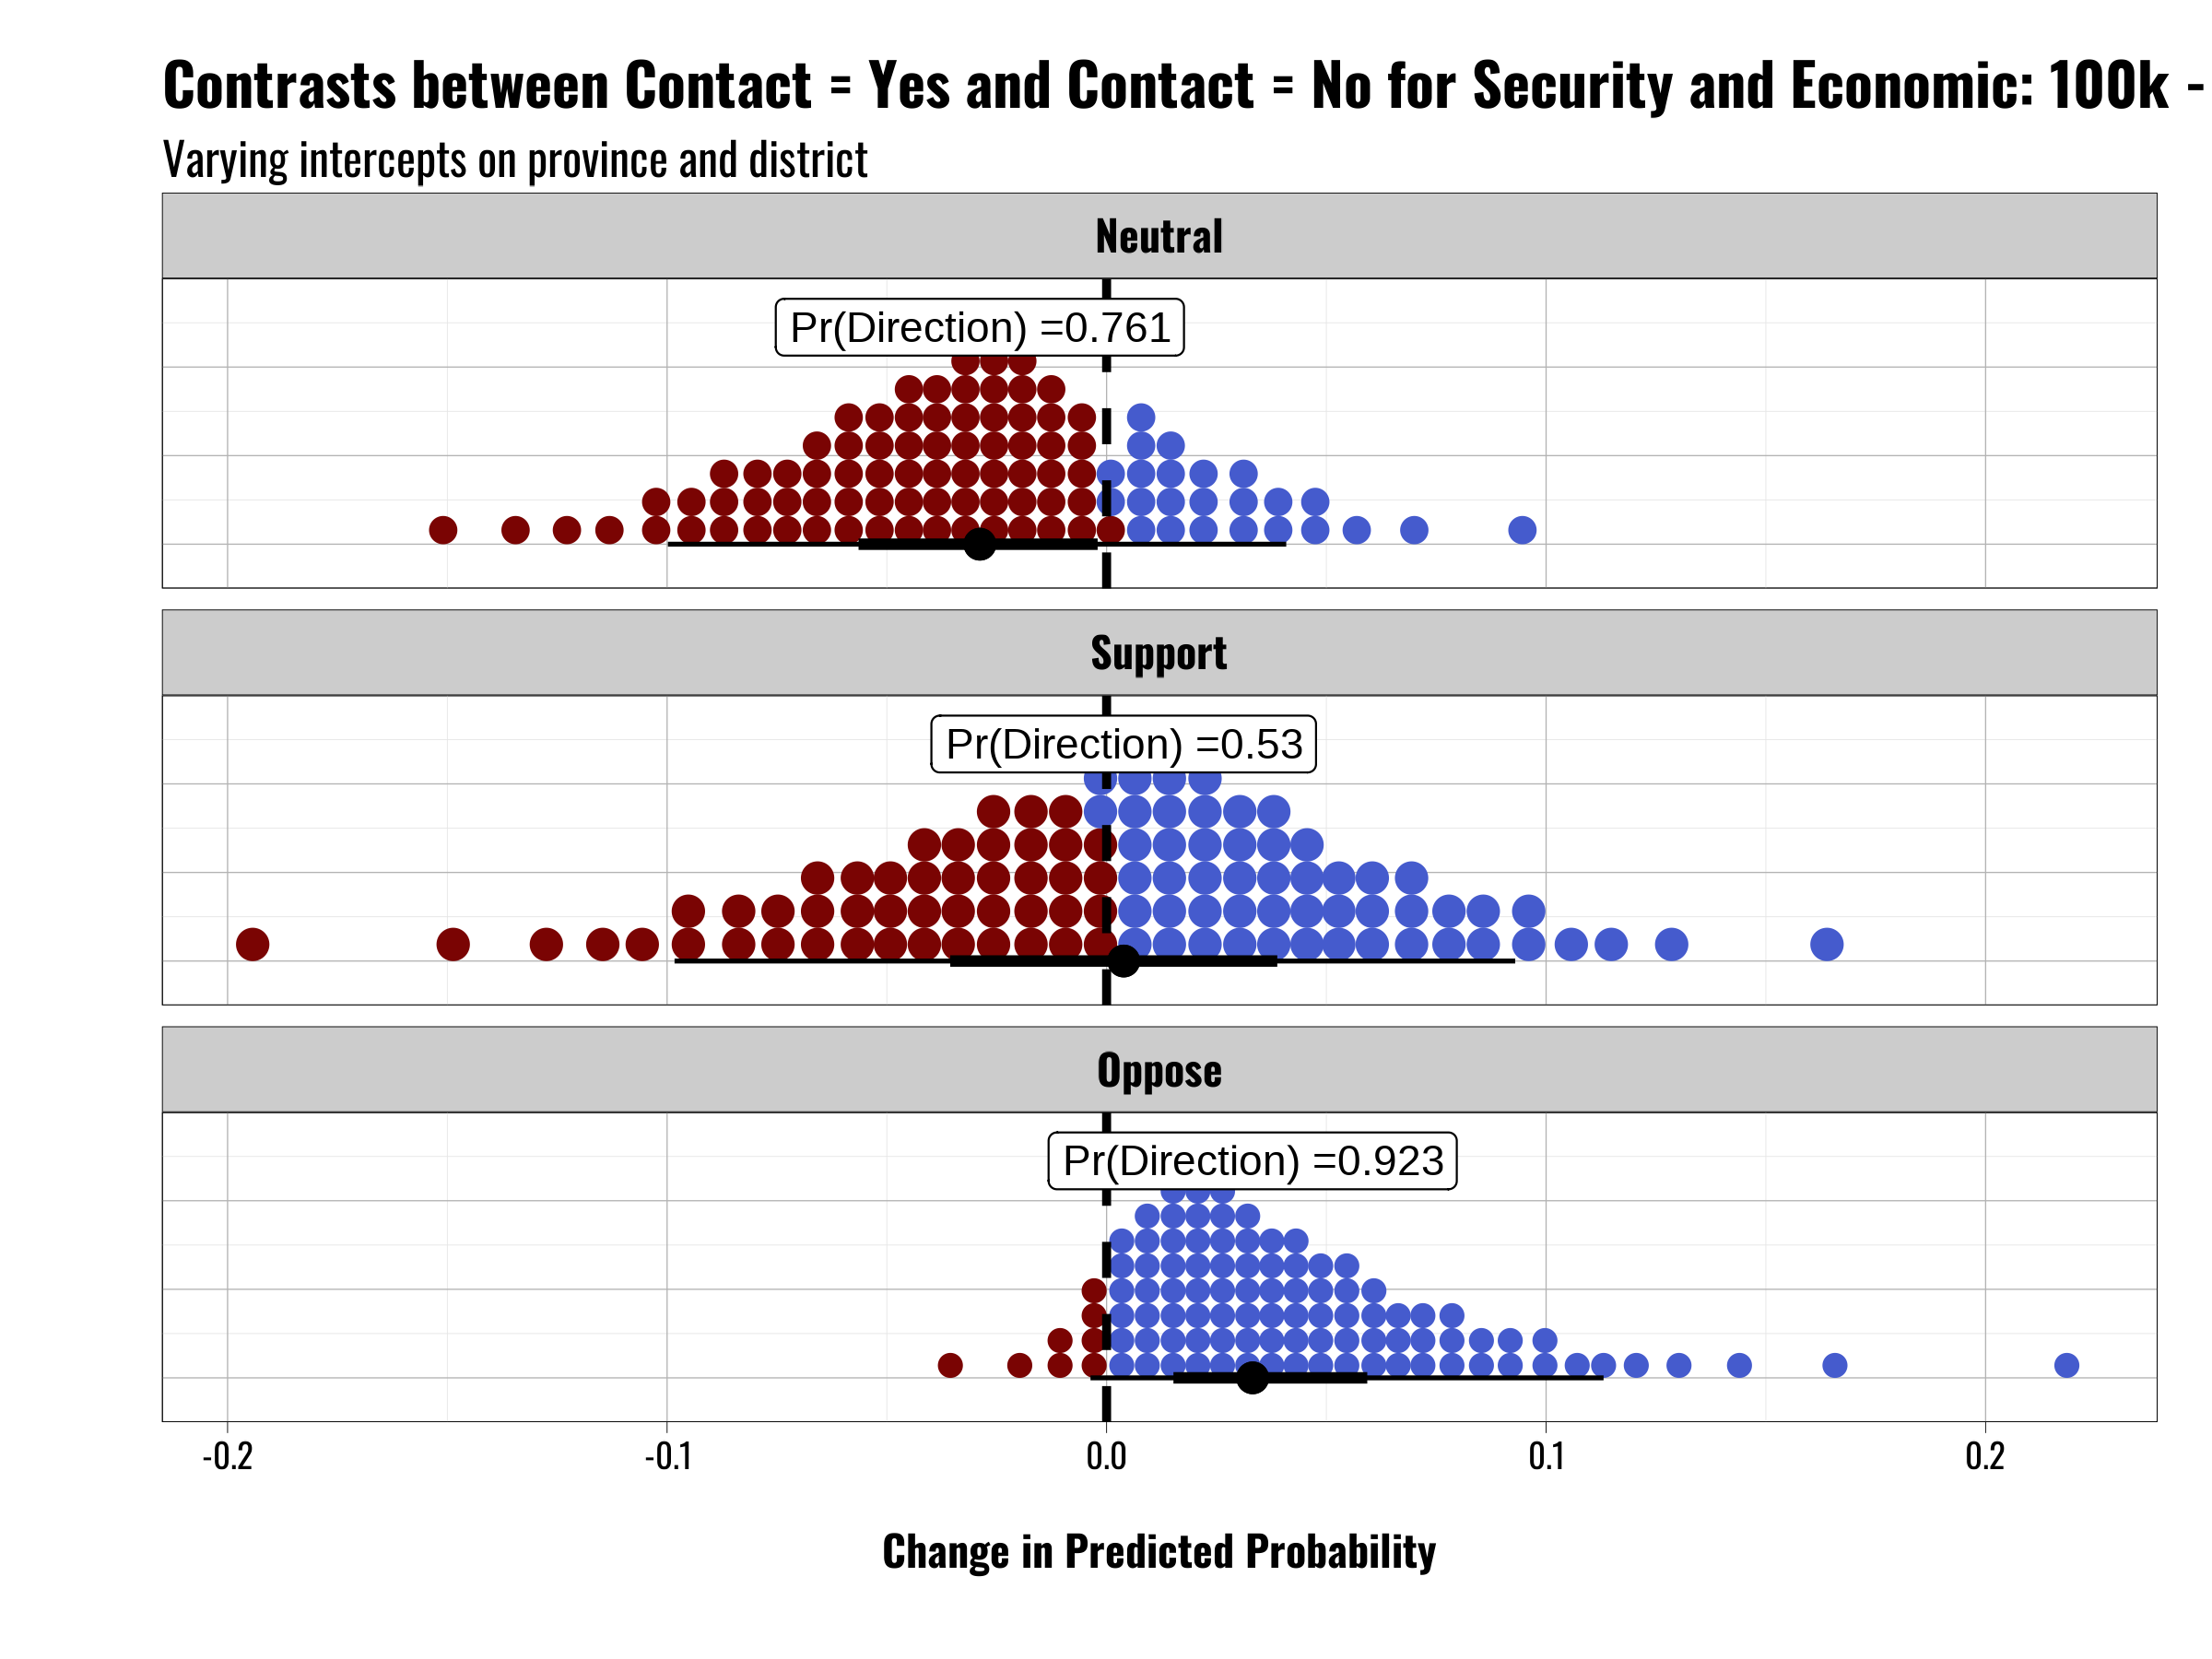 Contrasts between Contact = Yes and Contact = No for Security and Economic: 100k -
Varying intercepts on province and district
Neutral
Pr(Direction) =0.761
Support
Pr(Direction) =0.53
Oppose
Pr(Direction) =0.923
-0.2 -0.1 0.0 0.1 0.2
Change in Predicted Probability